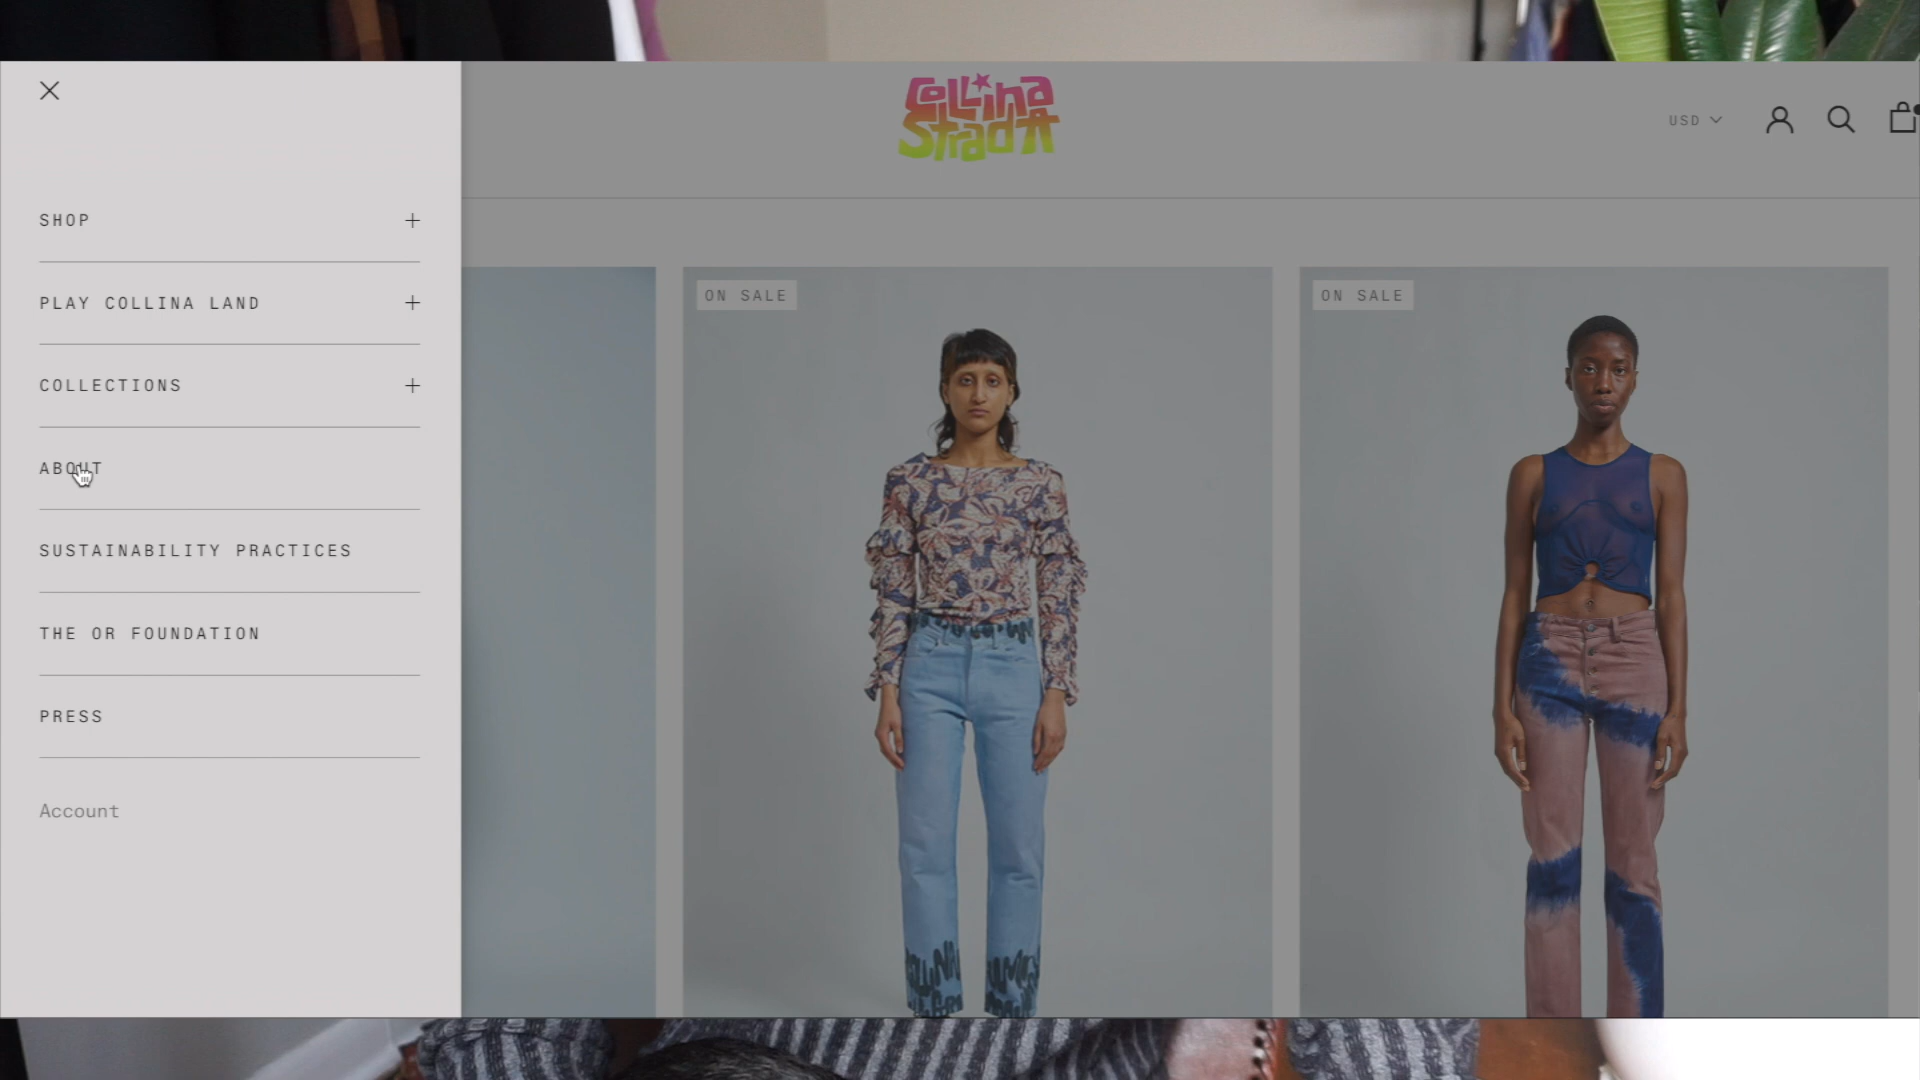 Collina
Strada
USD
SHOP
PLAY COLLINA LAND
COLLECTIONS
ABOUT
SUSTAINABILITY PRACTICES
THE OR FOUNDATION
PRESS
Account
ON SALE
ON SALE